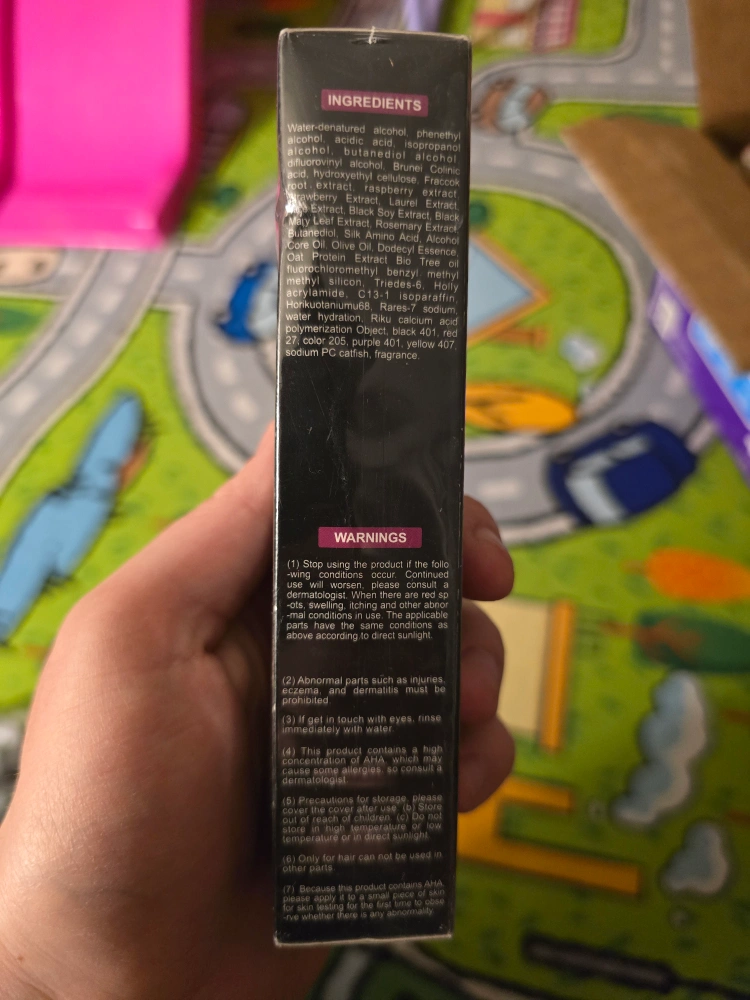 INGREDIENTS
Water-denatured alcohol, phenethyl
alcohol, acidic acid, isopropanol
alcohol, butanediol alcohol
difluorovinyl alcohol, Brunei Colinic
acid, hydroxyethyl cellulose, Fraccok
root extract, raspberry extract,
Strawberry Extract, Laurel Extract,
Extract, Black Soy Extract, Black
Mary Leaf Extract, Rosemary Extract,
Butanediol, Silk Amino Acid, Alcohol
Core Oil, Olive Oil, Dodecyl Essence,
Oat Protein Extract Bio Tree oil
fluorochloromethyl benzyl methyl
methyl silicon, Triedes-6, Holly
acrylamide, C13-1 isoparaffin,
Horikuotaniumu68, Rares-7 sodium,
water hydration, Riku calcium acid
polymerization Object, black 401, red
27, color 205, purple 401, yellow 407,
sodium PC catfish, fragrance.
WARNINGS
(1) Stop using the product if the follo
-wing conditions occur. Continued
use will worsen, please consult a
dermatologist. When there are red sp
-ots, swelling, itching and other abnor
-mal conditions in use. The applicable
parts have the same conditions as
above according to direct sunlight.
(2) Abnormal parts such as injuries,
eczema, and dermatitis must be
prohibited.
(3) If get in touch with eyes, rinse
immediately with water.
(4) This product contains a high
concentration of AHA, which may
cause some allergies, so consult a
dermatologist.
(5) Precautions for storage, please
cover the cover after use. (b) Store
out of reach of children. (c) Do not
store in high temperature or low
temperature or in direct sunlight.
(6) Only for hair can not be used in
other parts.
(7) Because this product contains AHA,
please apply it to a small piece of skin
for skin testing for the first time to obse
-rve whether there is any abnormality.